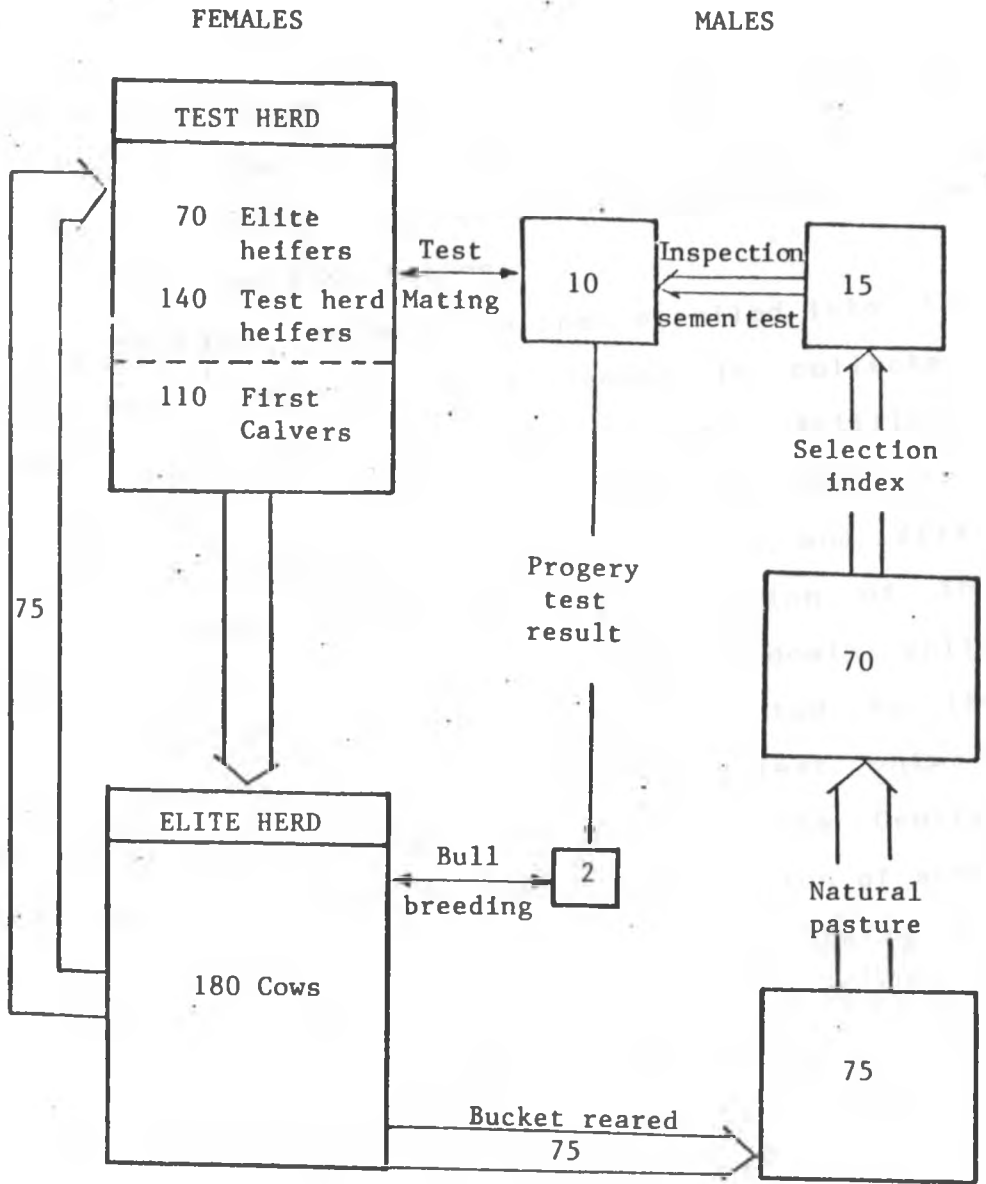 FEMALES
MALES
TEST HERD
70 Elite
heifers
140 Test herd
heifers
110 First
Calvers
Test
Mating
10
Inspection
semen test
15
Selection
index
70
Progery
test
result
75
ELITE HERD
180 Cows
Bull
breeding
2
Natural
pasture
75
Bucket reared
75